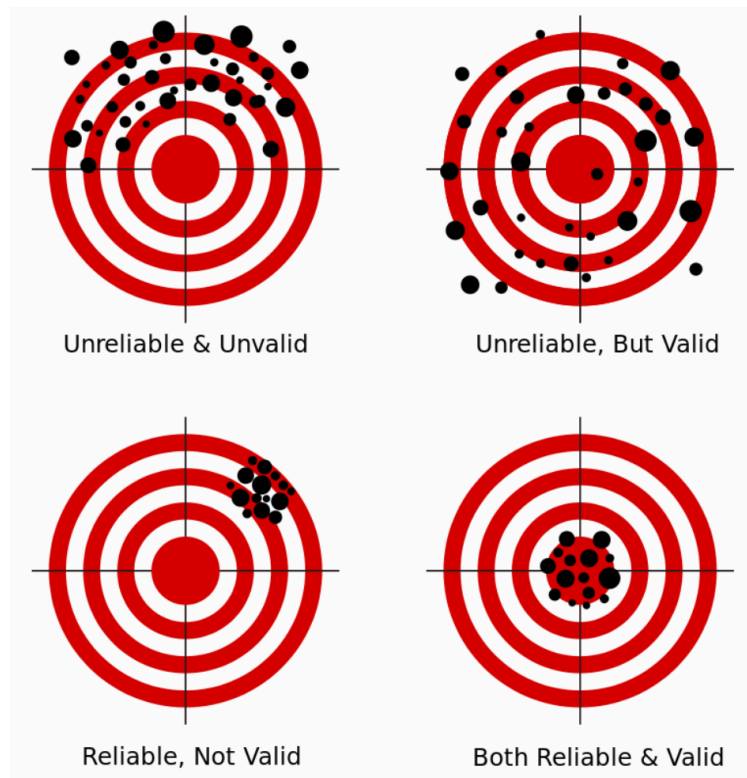 Unreliable & Unvalid
Unreliable, But Valid
Reliable, Not Valid
Both Reliable & Valid